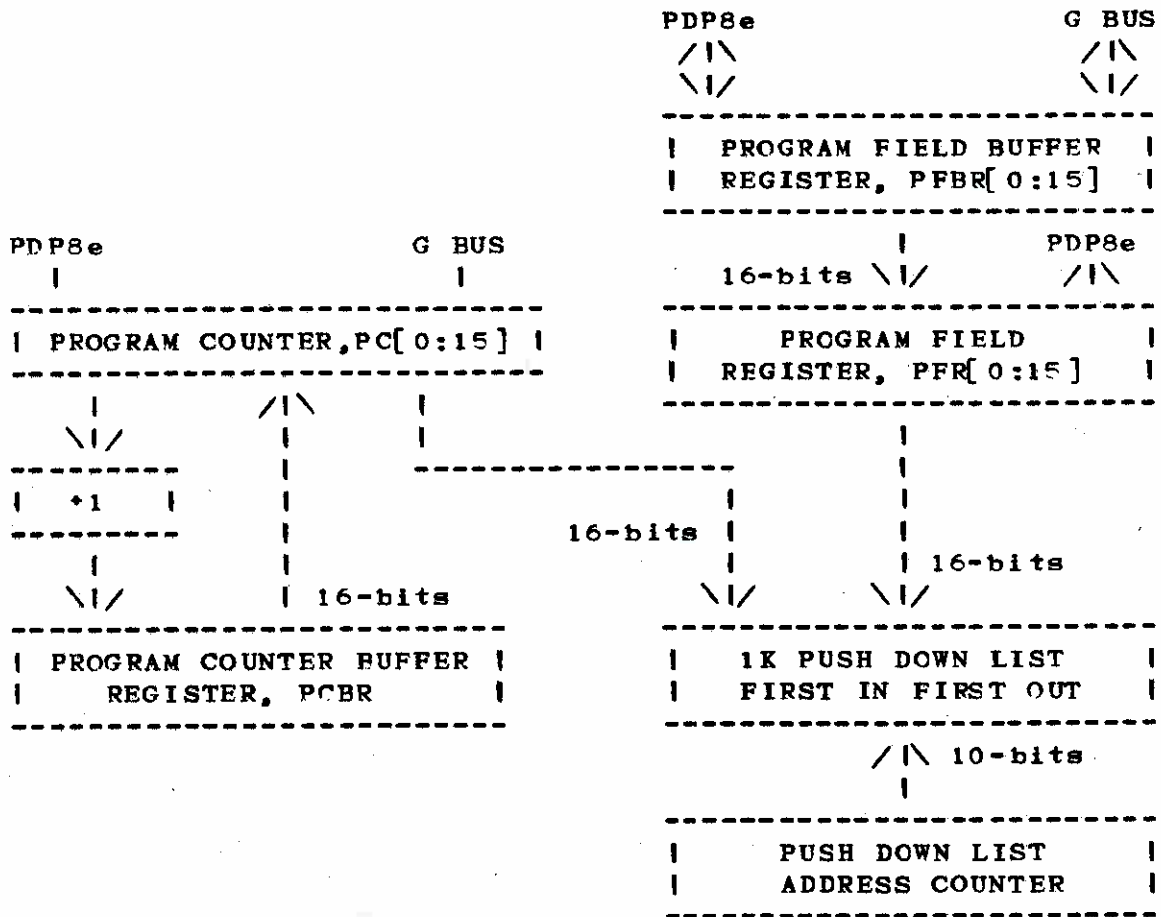 PDP8e G BUS
PROGRAM FIELD BUFFER
REGISTER, PFBR[0:15]
PDP8e G BUS
PDP8e
16-bits
PROGRAM COUNTER,PC[0:15]
PROGRAM FIELD
REGISTER, PFR[0:15]
+1
16-bits
16-bits
16-bits
PROGRAM COUNTER BUFFER
REGISTER, PCBR
1K PUSH DOWN LIST
FIRST IN FIRST OUT
10-bits
PUSH DOWN LIST
ADDRESS COUNTER